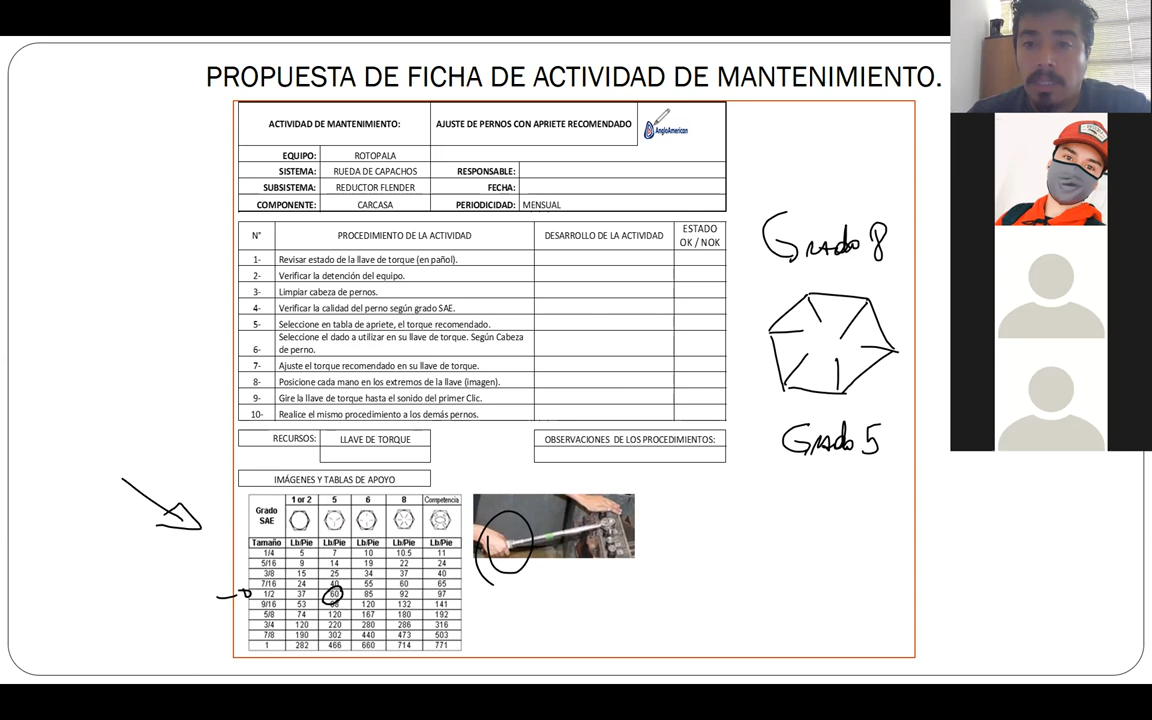 PROPUESTA DE FICHA DE ACTIVIDAD DE MANTENIMIENTO.
ACTIVIDAD DE MANTENIMIENTO: AJUSTE DE PERNOS CON APRIETE RECOMENDADO AngloAmerican
EQUIPO: ROTOPALA
SISTEMA: RUEDA DE CAPACHOS RESPONSABLE:
SUBSISTEMA: REDUCTOR FLENDER FECHA:
COMPONENTE: CARCASA PERIODICIDAD: MENSUAL
N° PROCEDIMIENTO DE LA ACTIVIDAD DESARROLLO DE LA ACTIVIDAD ESTADO
OK / NOK
1- Revisar estado de la llave de torque (en pañol).
2- Verificar la detención del equipo.
3- Limpiar cabeza de pernos.
4- Verificar la calidad del perno según grado SAE.
5- Seleccione en tabla de apriete, el torque recomendado.
6- Seleccione el dado a utilizar en su llave de torque. Según Cabeza
de perno.
7- Ajuste el torque recomendado en su llave de torque.
8- Posicione cada mano en los extremos de la llave (imagen).
9- Gire la llave de torque hasta el sonido del primer Clic.
10- Realice el mismo procedimiento a los demás pernos.
RECURSOS: LLAVE DE TORQUE OBSERVACIONES DE LOS PROCEDIMIENTOS:
IMÁGENES Y TABLAS DE APOYO
Grado
SAE 1 or 2 5 6 8 Competencia
Tamaño Lb/Pie Lb/Pie Lb/Pie Lb/Pie Lb/Pie
1/4 5 7 10 10.5 11
5/16 9 14 19 22 24
3/8 15 25 34 37 40
7/16 24 40 55 60 65
1/2 37 60 85 92 97
9/16 53 120 132 141
5/8 74 120 167 180 192
3/4 120 220 280 286 316
7/8 190 302 440 473 503
1 282 466 660 714 771
Grado 8
Grado 5